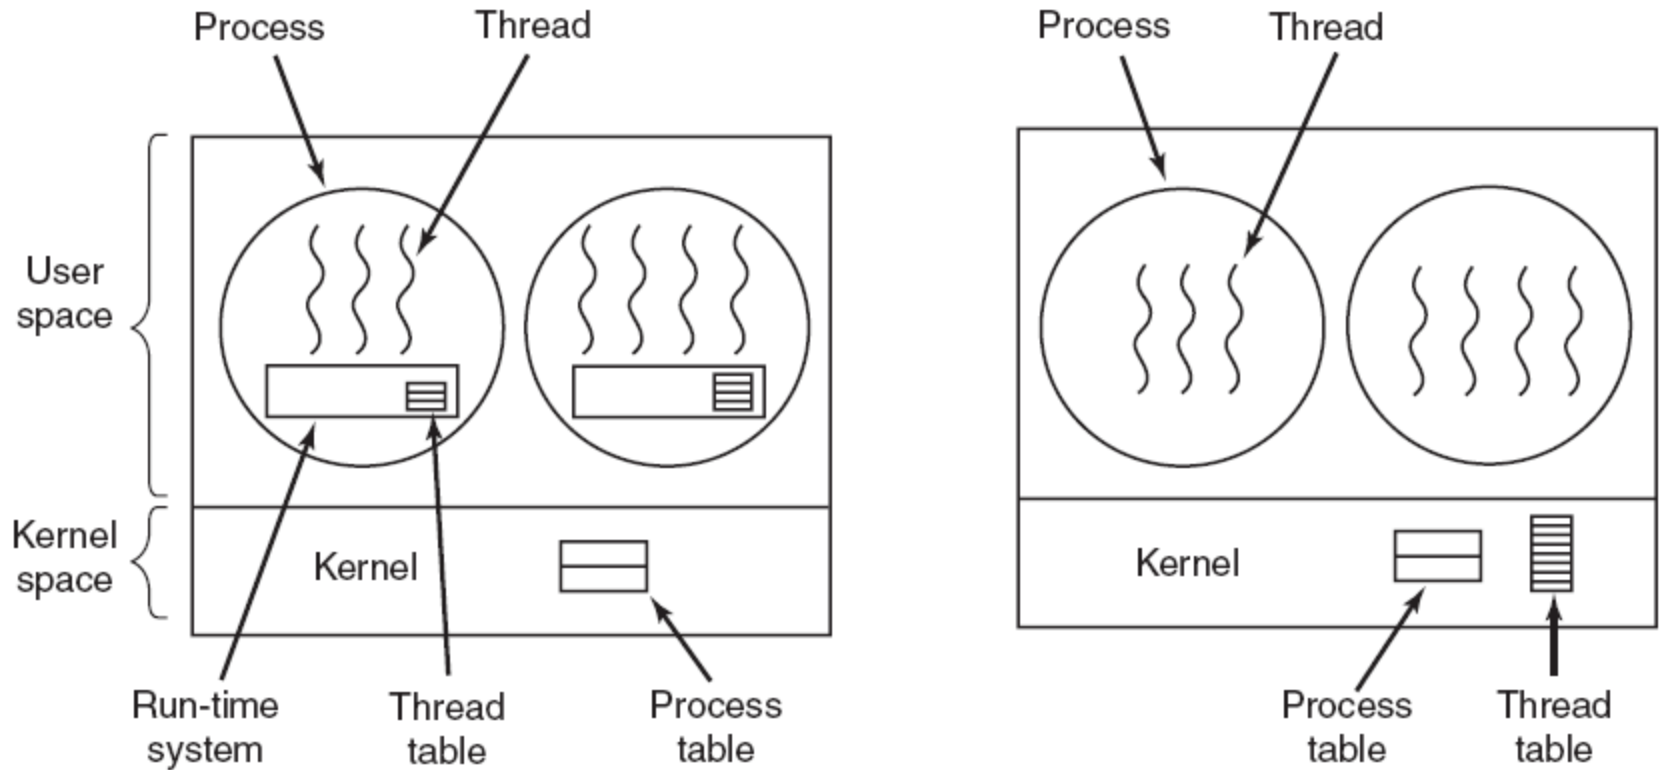 Process
Thread
Process
Thread
User
space
Kernel
space
Kernel
Kernel
Run-time
system
Thread
table
Process
table
Process
table
Thread
table